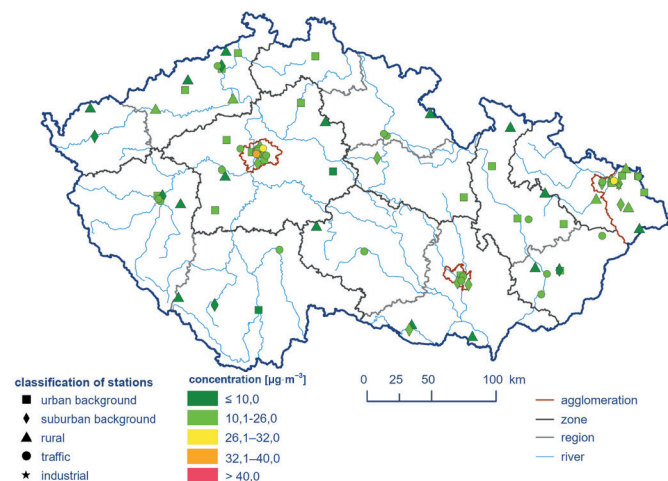 classification of stations
urban background
suburban background
rural
traffic
industrial
concentration [µg·m⁻³]
≤ 10,0
10,1-26,0
26,1–32,0
32,1–40,0
> 40,0
0 25 50 100 km
agglomeration
zone
region
river